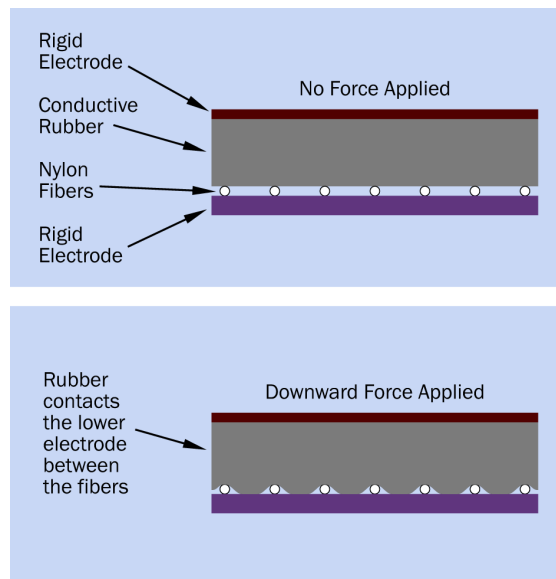 Rigid
Electrode
No Force Applied
Conductive
Rubber
Nylon
Fibers
Rigid
Electrode
Rubber
contacts
the lower
electrode
between
the fibers
Downward Force Applied